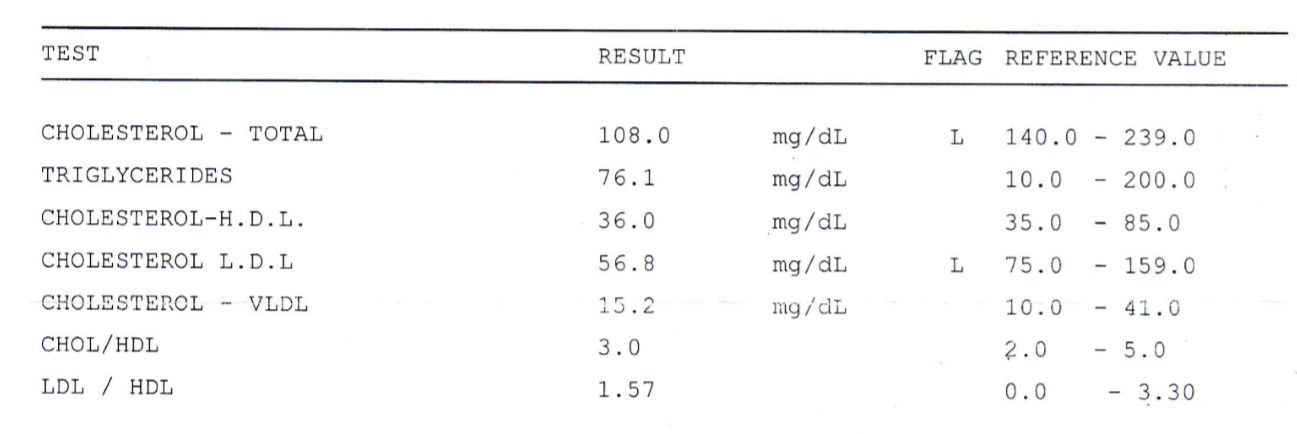 TEST RESULT FLAG REFERENCE VALUE
CHOLESTEROL - TOTAL 108.0 mg/dL L 140.0 - 239.0
TRIGLYCERIDES 76.1 mg/dL 10.0 - 200.0
CHOLESTEROL-H.D.L. 36.0 mg/dL 35.0 - 85.0
CHOLESTEROL L.D.L 56.8 mg/dL L 75.0 - 159.0
CHOLESTEROL - VLDL 15.2 mg/dL 10.0 - 41.0
CHOL/HDL 3.0 2.0 - 5.0
LDL / HDL 1.57 0.0 - 3.30